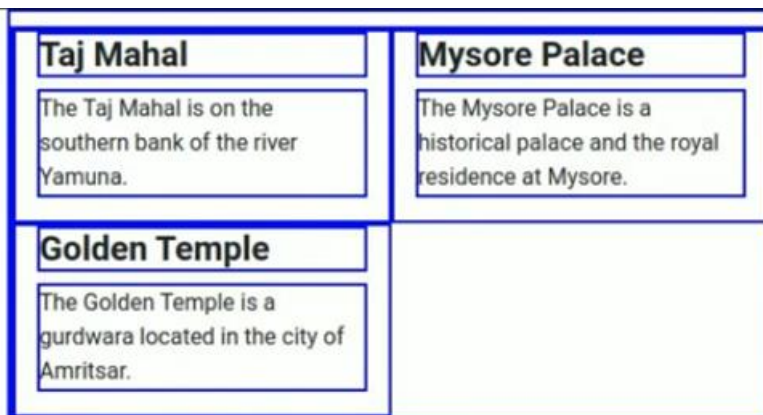 Taj Mahal
The Taj Mahal is on the
southern bank of the river
Yamuna.
Mysore Palace
The Mysore Palace is a
historical palace and the royal
residence at Mysore.
Golden Temple
The Golden Temple is a
gurdwara located in the city of
Amritsar.